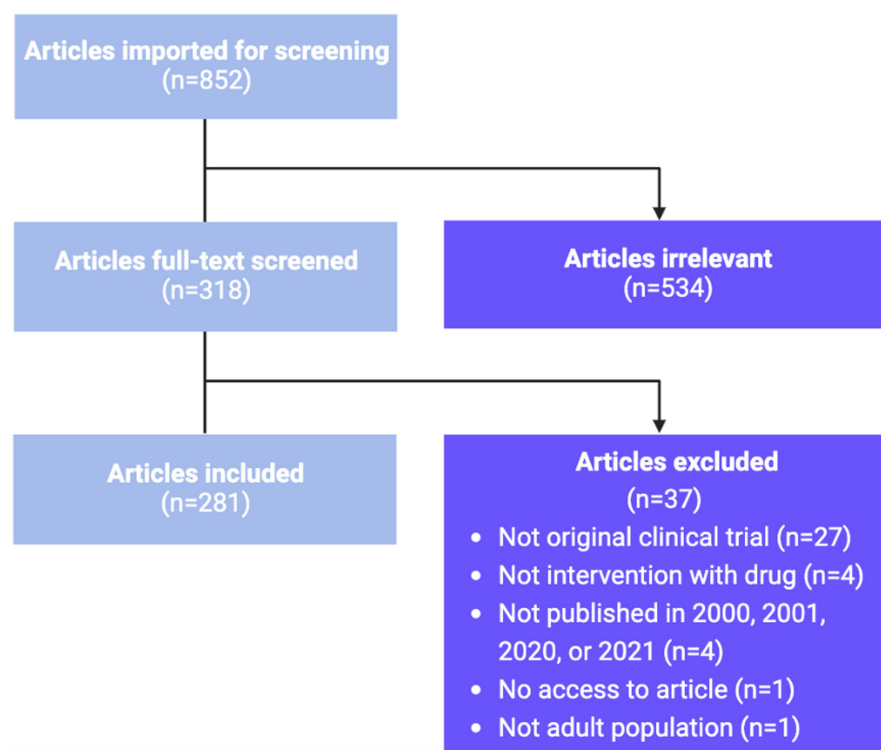 Articles imported for screening
(n=852)
Articles full-text screened
(n=318)
Articles irrelevant
(n=534)
Articles included
(n=281)
Articles excluded
(n=37)
• Not original clinical trial (n=27)
• Not intervention with drug (n=4)
• Not published in 2000, 2001,
2020, or 2021 (n=4)
• No access to article (n=1)
• Not adult population (n=1)